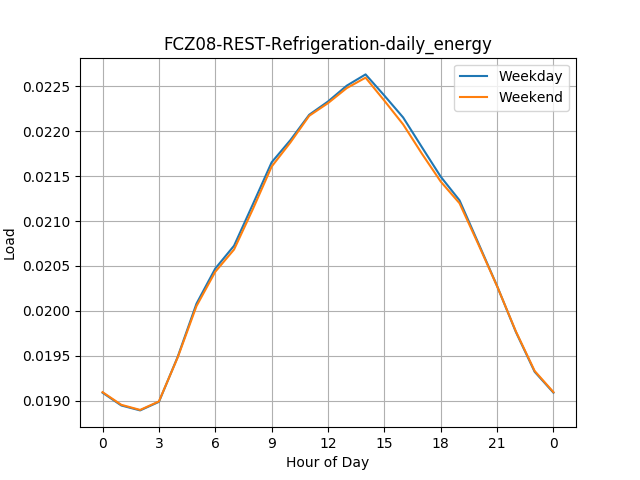 FCZ08-REST-Refrigeration-daily_energy
Weekday
Weekend
Load
0.0225
0.0220
0.0215
0.0210
0.0205
0.0200
0.0195
0.0190
0 3 6 9 12 15 18 21 0
Hour of Day